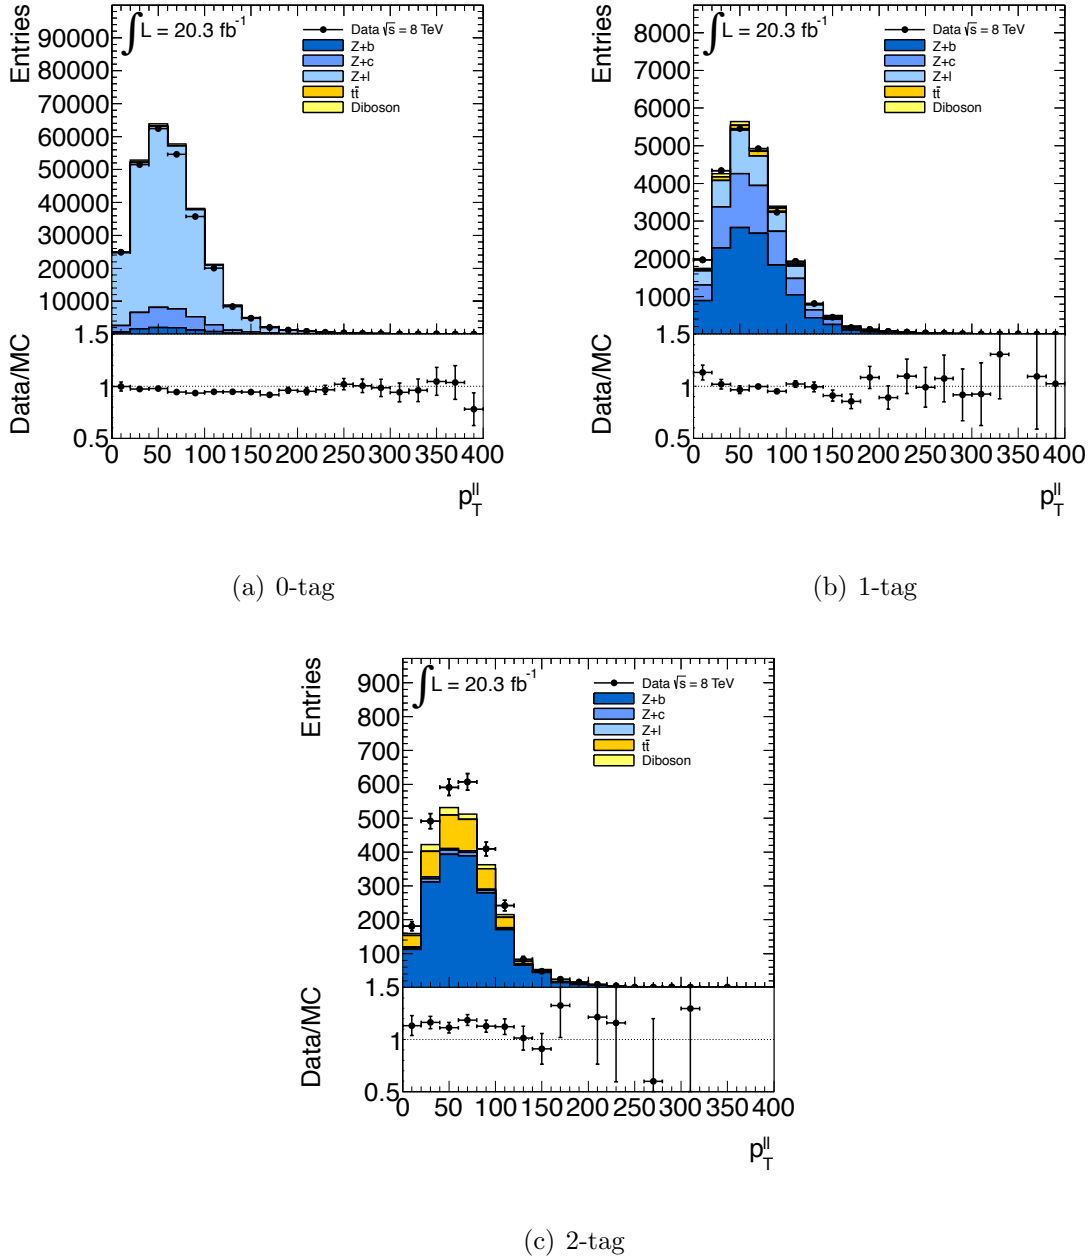 Entries
∫ L = 20.3 fb⁻¹
Data √s = 8 TeV
Z+b
Z+c
Z+l
tt̄
Diboson
90000
80000
70000
60000
50000
40000
30000
20000
10000
Data/MC
1.5
1
0.5
0 50 100 150 200 250 300 350 400
p_T^ll
(a) 0-tag
Entries
∫ L = 20.3 fb⁻¹
Data √s = 8 TeV
Z+b
Z+c
Z+l
tt̄
Diboson
8000
7000
6000
5000
4000
3000
2000
1000
Data/MC
1.5
1
0.5
0 50 100 150 200 250 300 350 400
p_T^ll
(b) 1-tag
Entries
∫ L = 20.3 fb⁻¹
Data √s = 8 TeV
Z+b
Z+c
Z+l
tt̄
Diboson
900
800
700
600
500
400
300
200
100
Data/MC
1.5
1
0.5
0 50 100 150 200 250 300 350 400
p_T^ll
(c) 2-tag